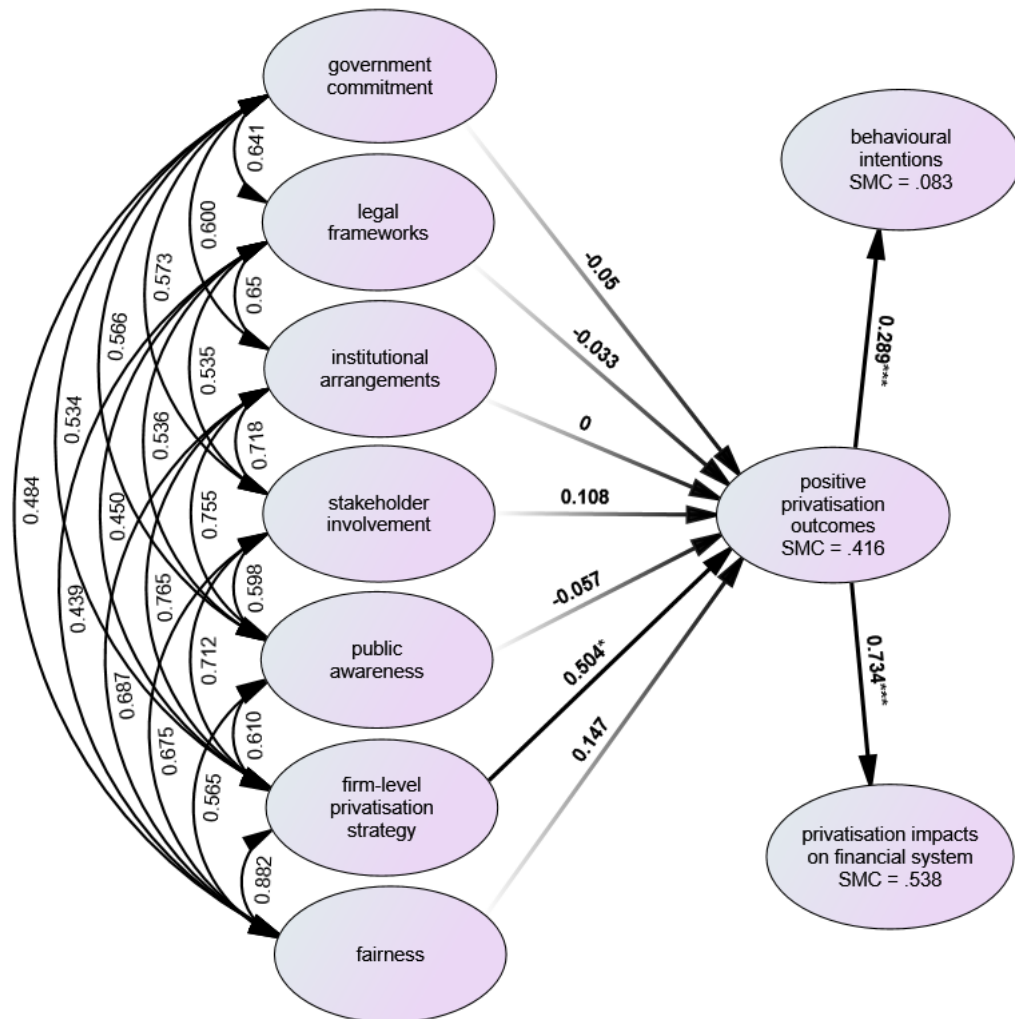 government
commitment
legal
frameworks
institutional
arrangements
stakeholder
involvement
public
awareness
firm-level
privatisation
strategy
fairness
0.641
0.600
0.573
0.566
0.534
0.484
0.65
0.535
0.536
0.450
0.439
0.718
0.755
0.765
0.687
0.598
0.712
0.675
0.610
0.565
0.882
-0.05
-0.033
0
0.108
-0.057
0.504*
0.147
positive
privatisation
outcomes
SMC = .416
0.289***
0.734***
behavioural
intentions
SMC = .083
privatisation impacts
on financial system
SMC = .538